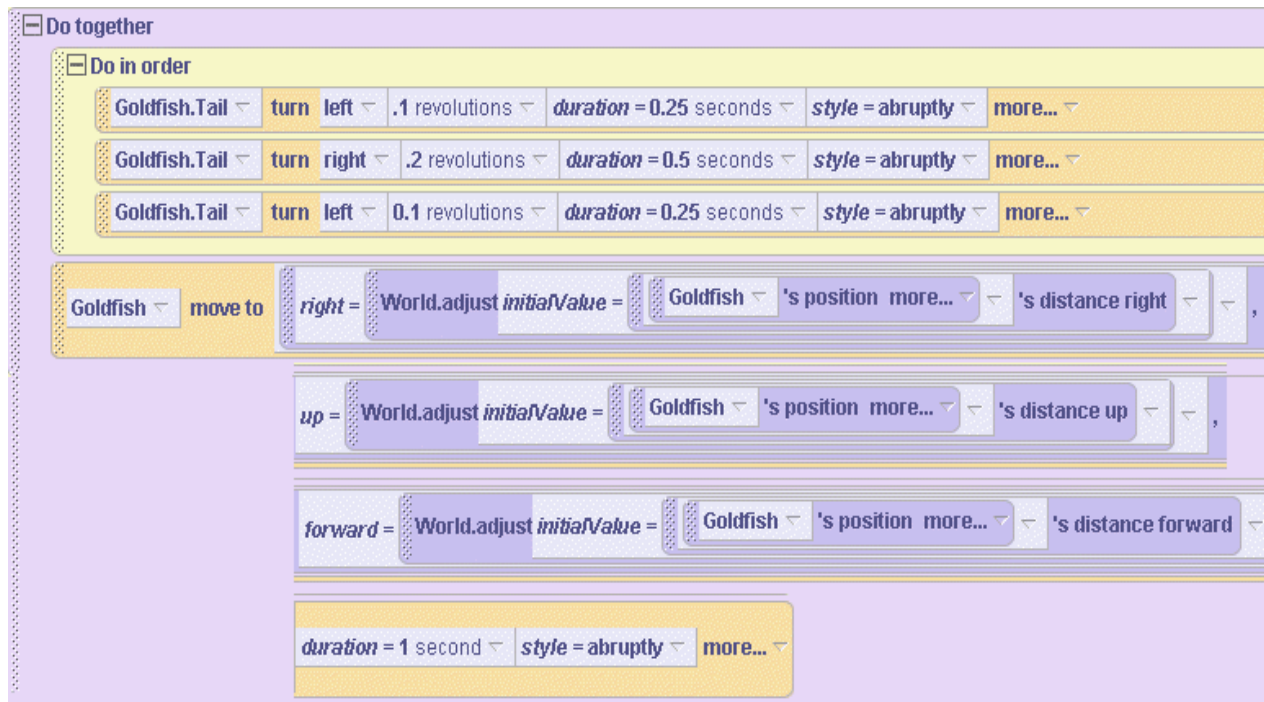 Do together
Do in order
Goldfish.Tail turn left .1 revolutions duration = 0.25 seconds style = abruptly more...
Goldfish.Tail turn right .2 revolutions duration = 0.5 seconds style = abruptly more...
Goldfish.Tail turn left 0.1 revolutions duration = 0.25 seconds style = abruptly more...
Goldfish move to right = World.adjust initialValue = Goldfish 's position more... 's distance right ,
up = World.adjust initialValue = Goldfish 's position more... 's distance up ,
forward = World.adjust initialValue = Goldfish 's position more... 's distance forward
duration = 1 second style = abruptly more...